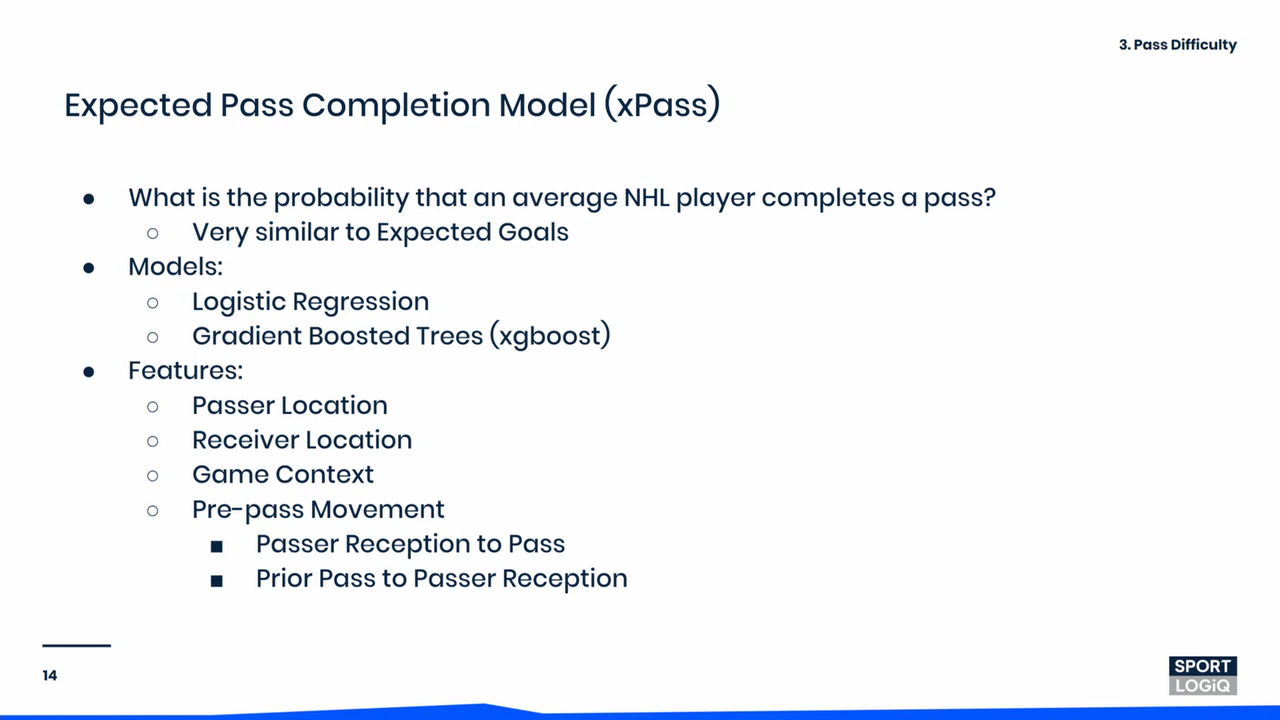 3. Pass Difficulty
Expected Pass Completion Model (xPass)
● What is the probability that an average NHL player completes a pass?
○ Very similar to Expected Goals
● Models:
○ Logistic Regression
○ Gradient Boosted Trees (xgboost)
● Features:
○ Passer Location
○ Receiver Location
○ Game Context
○ Pre-pass Movement
■ Passer Reception to Pass
■ Prior Pass to Passer Reception
14
SPORT
LOGiQ